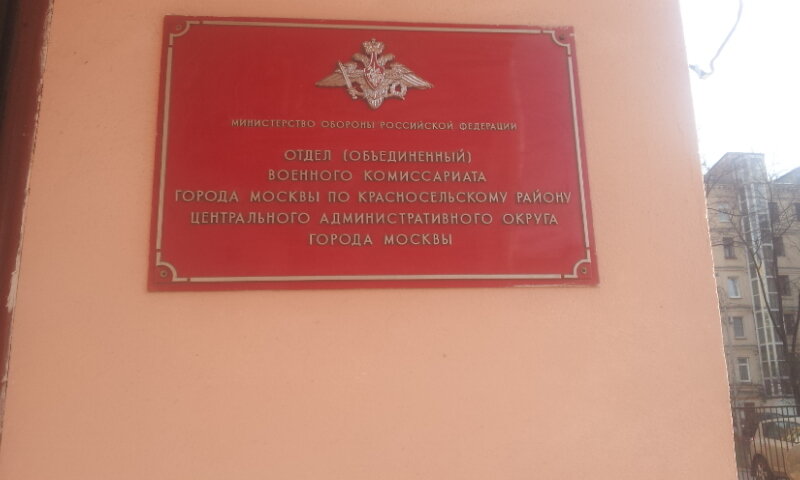 МИНИСТЕРСТВО ОБОРОНЫ РОССИЙСКОЙ ФЕДЕРАЦИИ
ОТДЕЛ (ОБЪЕДИНЕННЫЙ)
ВОЕННОГО КОМИССАРИАТА
ГОРОДА МОСКВЫ ПО КРАСНОСЕЛЬСКОМУ РАЙОНУ
ЦЕНТРАЛЬНОГО АДМИНИСТРАТИВНОГО ОКРУГА
ГОРОДА МОСКВЫ